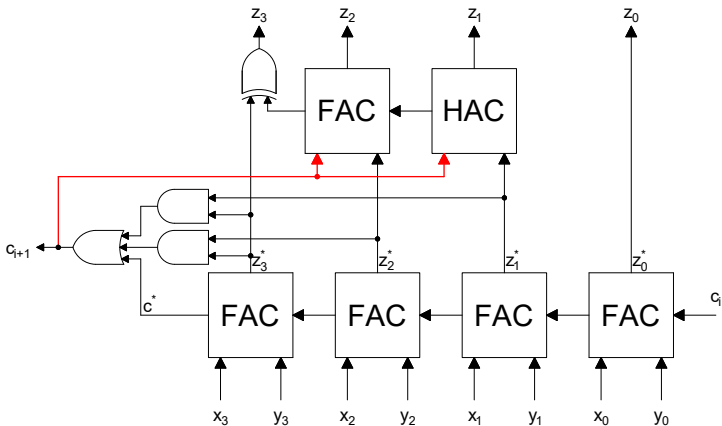 z₃ z₂ z₁ z₀
FAC HAC
cᵢ₊₁
z₃* z₂* z₁* z₀*
c* cᵢ
FAC FAC FAC FAC
x₃ y₃ x₂ y₂ x₁ y₁ x₀ y₀